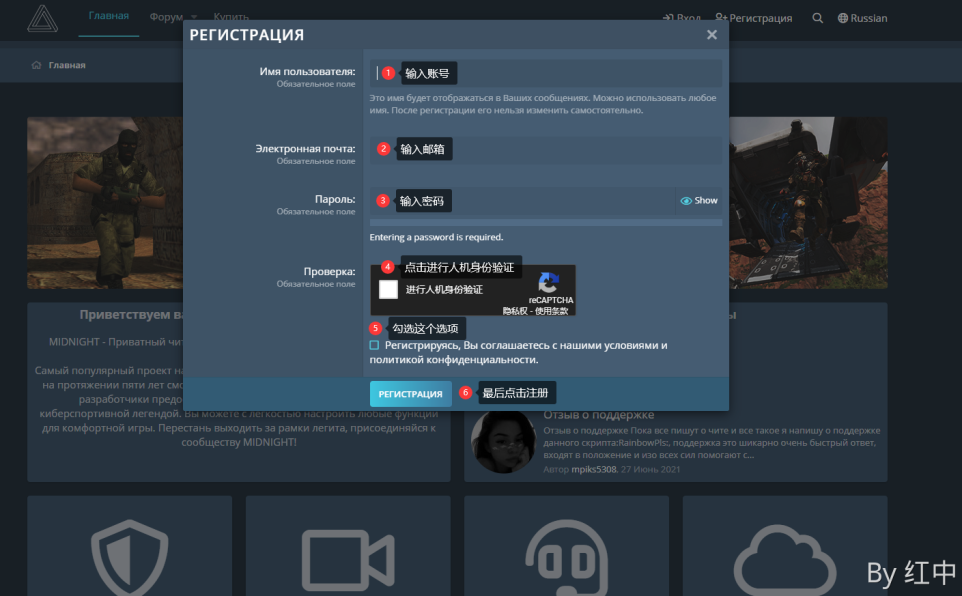 Главная
Форум
Купить
Вход
Регистрация
Russian
РЕГИСТРАЦИЯ
Главная
Имя пользователя:
Обязательное поле
1 输入账号
Это имя будет отображаться в Ваших сообщениях. Можно использовать любое
имя. После регистрации его нельзя изменить самостоятельно.
Электронная почта:
Обязательное поле
2 输入邮箱
Пароль:
Обязательное поле
3 输入密码
Show
Entering a password is required.
Проверка:
Обязательное поле
4 点击进行人机身份验证
进行人机身份验证
reCAPTCHA
隐私权 - 使用条款
5 勾选这个选项
Регистрируясь, Вы соглашаетесь с нашими условиями и
политикой конфиденциальности.
РЕГИСТРАЦИЯ
6 最后点击注册
Приветствуем
MIDNIGHT - Приватный
Самый популярный проект
на протяжении пяти лет
разработчики
киберспортивной легендой. Вы можете с легкостью настроить любые функции
для комфортной игры. Перестань выходить за рамки легита, присоединяйся к
сообществу MIDNIGHT!
Отзыв о поддержке
Отзыв о поддержке Пока все пишут о чите и все такое я напишу о поддержке
данного скрипта:RainbowPls:, поддержка это шикарно очень быстрый ответ,
входят в положение и изо всех сил помогают с...
Автор mpiks5308, 27 Июнь 2021
By 红中